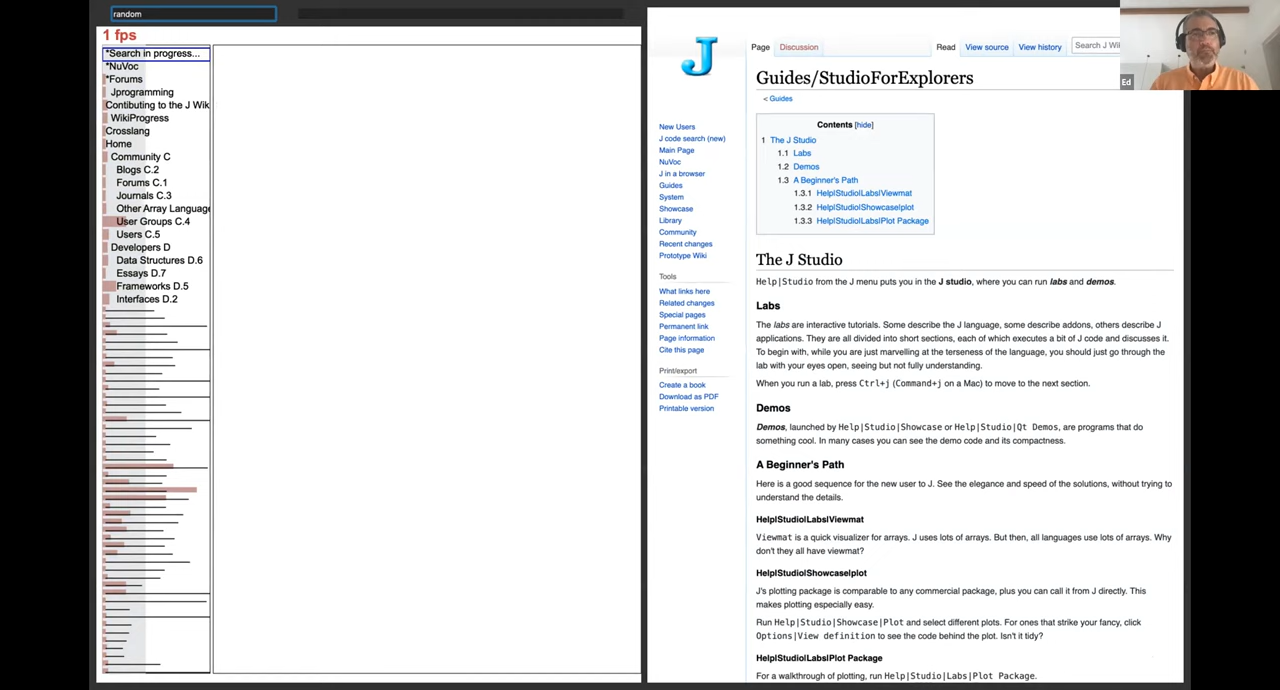 random
1 fps
*Search in progress...
*NuVoc
*Forums
Jprogramming
Contibuting to the J Wik
WikiProgress
Crosslang
Home
Community C
Blogs C.2
Forums C.1
Journals C.3
Other Array Language
User Groups C.4
Users C.5
Developers D
Data Structures D.6
Essays D.7
Frameworks D.5
Interfaces D.2
J
New Users
J code search (new)
Main Page
NuVoc
J in a browser
Guides
System
Showcase
Library
Community
Recent changes
Prototype Wiki
Tools
What links here
Related changes
Special pages
Permanent link
Page information
Cite this page
Print/export
Create a book
Download as PDF
Printable version
Page Discussion Read View source View history Search J Wi
Guides/StudioForExplorers
< Guides
Contents [hide]
1 The J Studio
1.1 Labs
1.2 Demos
1.3 A Beginner's Path
1.3.1 Help|Studio|Labs|Viewmat
1.3.2 Help|Studio|Showcase|plot
1.3.3 Help|Studio|Labs|Plot Package
The J Studio
Help|Studio from the J menu puts you in the J studio, where you can run labs and demos.
Labs
The labs are interactive tutorials. Some describe the J language, some describe addons, others describe J
applications. They are all divided into short sections, each of which executes a bit of J code and discusses it.
To begin with, while you are just marvelling at the terseness of the language, you should just go through the
lab with your eyes open, seeing but not fully understanding.
When you run a lab, press Ctrl+j (Command+j on a Mac) to move to the next section.
Demos
Demos, launched by Help|Studio|Showcase or Help|Studio|Qt Demos, are programs that do
something cool. In many cases you can see the demo code and its compactness.
A Beginner's Path
Here is a good sequence for the new user to J. See the elegance and speed of the solutions, without trying to
understand the details.
Help|Studio|Labs|Viewmat
Viewmat is a quick visualizer for arrays. J uses lots of arrays. But then, all languages use lots of arrays. Why
don't they all have viewmat?
Help|Studio|Showcase|plot
J's plotting package is comparable to any commercial package, plus you can call it from J directly. This
makes plotting especially easy.
Run Help|Studio|Showcase|Plot and select different plots. For ones that strike your fancy, click
Options|View definition to see the code behind the plot. Isn't it tidy?
Help|Studio|Labs|Plot Package
For a walkthrough of plotting, run Help|Studio|Labs|Plot Package.
Ed